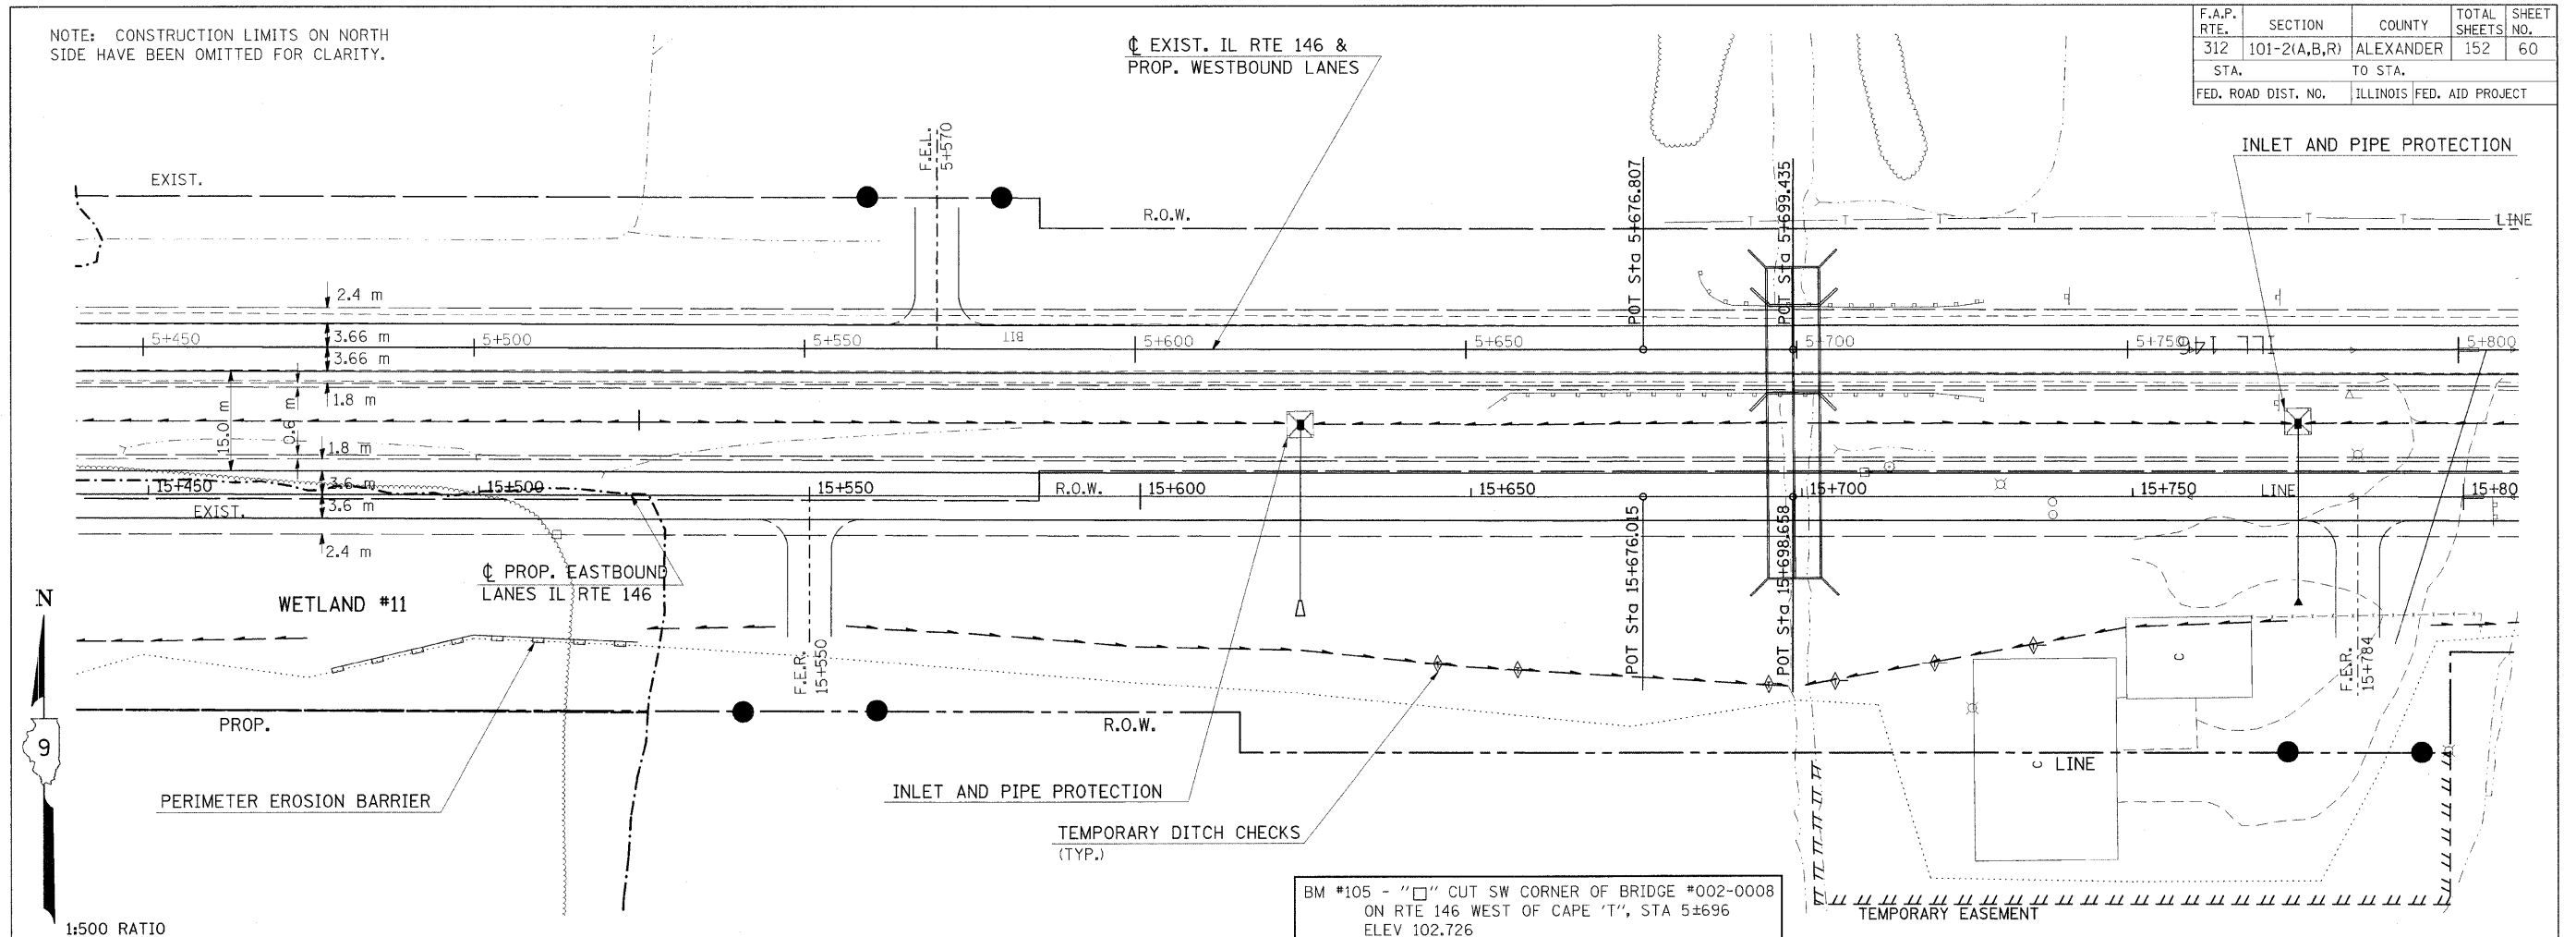 NOTE: CONSTRUCTION LIMITS ON NORTH
SIDE HAVE BEEN OMITTED FOR CLARITY.
℄ EXIST. IL RTE 146 &
PROP. WESTBOUND LANES
F.A.P. RTE. SECTION COUNTY TOTAL SHEETS SHEET NO.
312 101-2(A,B,R) ALEXANDER 152 60
STA. TO STA.
FED. ROAD DIST. NO. ILLINOIS FED. AID PROJECT
INLET AND PIPE PROTECTION
EXIST.
F.E.L.
5+570
R.O.W.
POT Sta 5+676.807
POT Sta 5+699.435
T T T T T T T LINE
2.4 m
3.66 m
3.66 m
5+450 5+500 5+550 BIT 5+600 5+650 5+700 5+750 ILL 146 5+800
1.8 m
15.0 m
0.6 m
1.8 m
3.6 m
3.6 m
2.4 m
15+450 15+500 15+550 R.O.W. 15+600 15+650 15+700 15+750 LINE 15+80
EXIST.
℄ PROP. EASTBOUND
LANES IL RTE 146
WETLAND #11
POT Sta 15+676.015
POT Sta 15+698.658
F.E.R.
15+550
F.E.R.
15+784
C
N
9
PROP.
R.O.W.
C LINE
PERIMETER EROSION BARRIER
INLET AND PIPE PROTECTION
TEMPORARY DITCH CHECKS
(TYP.)
BM #105 - "□" CUT SW CORNER OF BRIDGE #002-0008
ON RTE 146 WEST OF CAPE 'T", STA 5±696
ELEV 102.726
TEMPORARY EASEMENT
1:500 RATIO